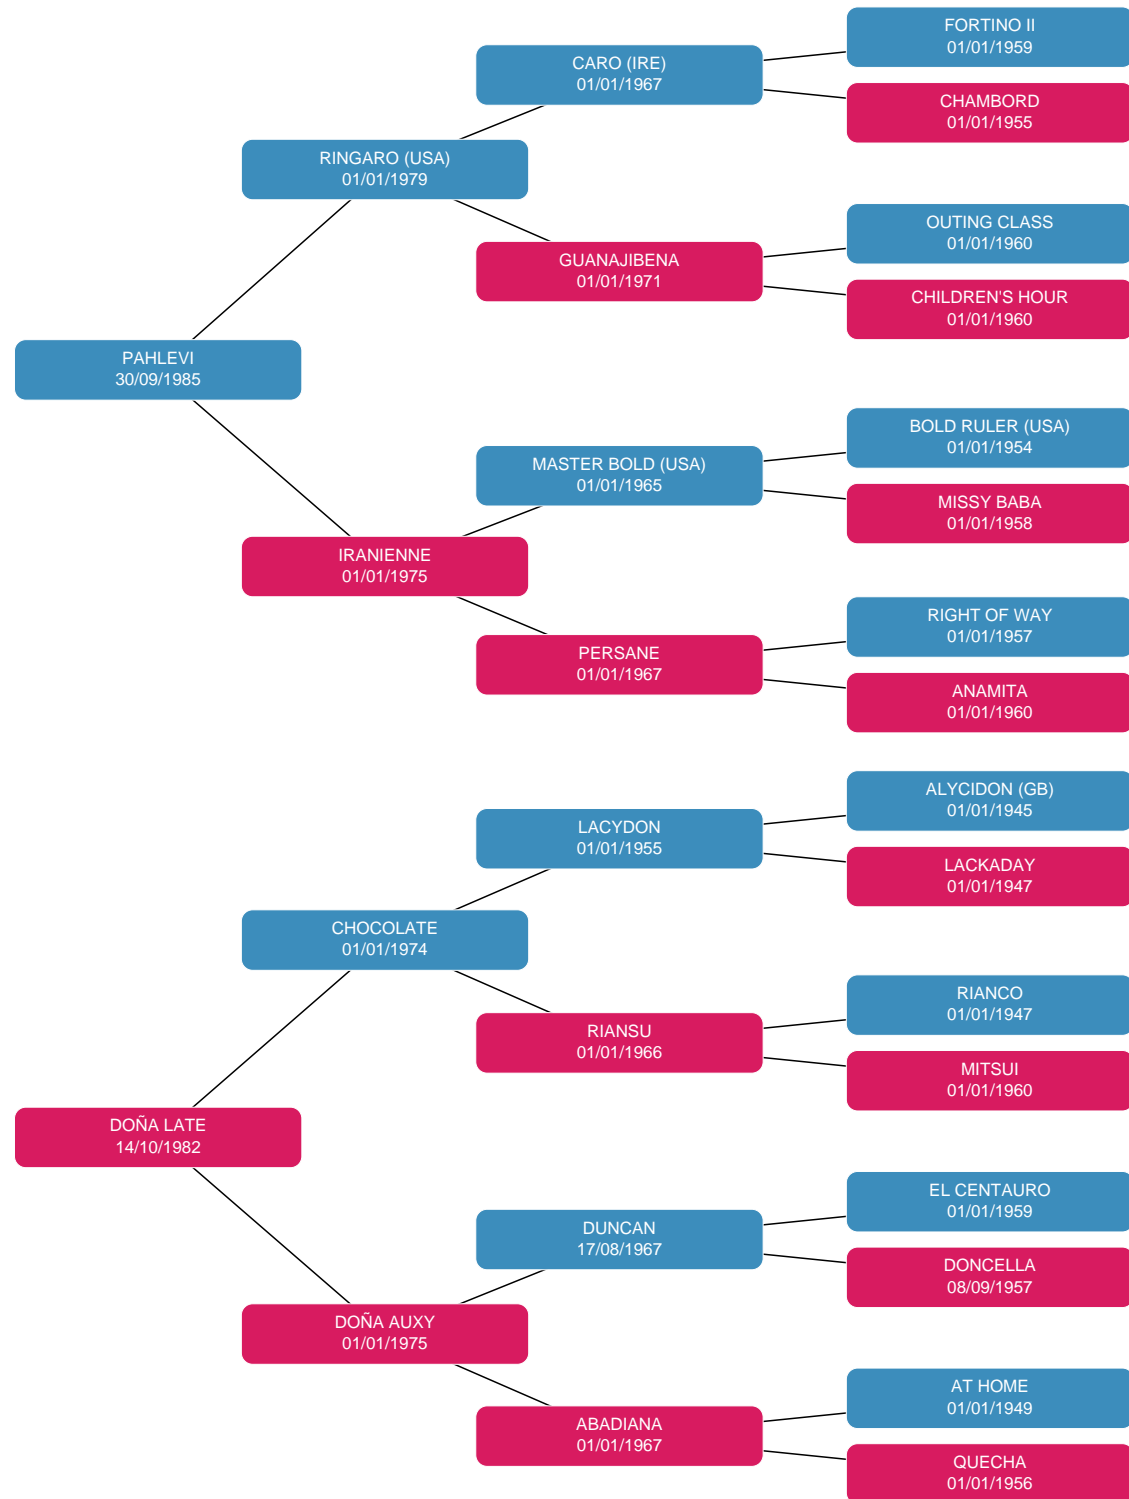 FORTINO II
01/01/1959
CARO (IRE)
01/01/1967
CHAMBORD
01/01/1955
RINGARO (USA)
01/01/1979
OUTING CLASS
01/01/1960
GUANAJIBENA
01/01/1971
CHILDREN'S HOUR
01/01/1960
PAHLEVI
30/09/1985
BOLD RULER (USA)
01/01/1954
MASTER BOLD (USA)
01/01/1965
MISSY BABA
01/01/1958
IRANIENNE
01/01/1975
RIGHT OF WAY
01/01/1957
PERSANE
01/01/1967
ANAMITA
01/01/1960
ALYCIDON (GB)
01/01/1945
LACYDON
01/01/1955
LACKADAY
01/01/1947
CHOCOLATE
01/01/1974
RIANCO
01/01/1947
RIANSU
01/01/1966
MITSUI
01/01/1960
DOÑA LATE
14/10/1982
EL CENTAURO
01/01/1959
DUNCAN
17/08/1967
DONCELLA
08/09/1957
DOÑA AUXY
01/01/1975
AT HOME
01/01/1949
ABADIANA
01/01/1967
QUECHA
01/01/1956